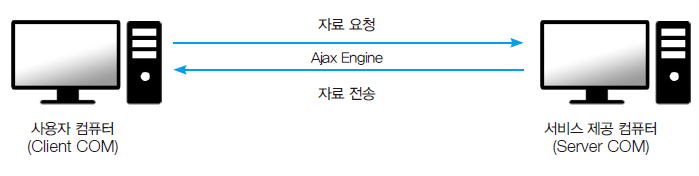 자료 요청
Ajax Engine
자료 전송
사용자 컴퓨터
(Client COM)
서비스 제공 컴퓨터
(Server COM)